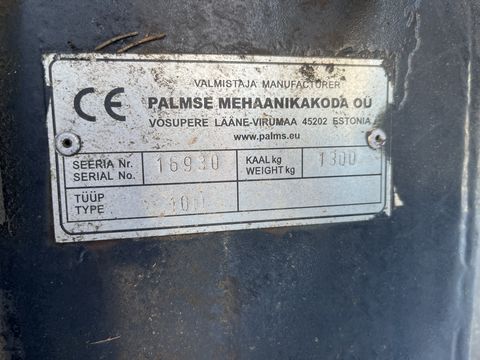 CE
VALMISTAJA MANUFACTURER
PALMSE MEHAANIKAKODA OÜ
VÕSUPERE LÄÄNE-VIRUMAA 45202 ESTONIA
www.palms.eu
SEERIA Nr. 16930 KAAL kg 1300
SERIAL No. WEIGHT kg
TÜÜP 100
TYPE